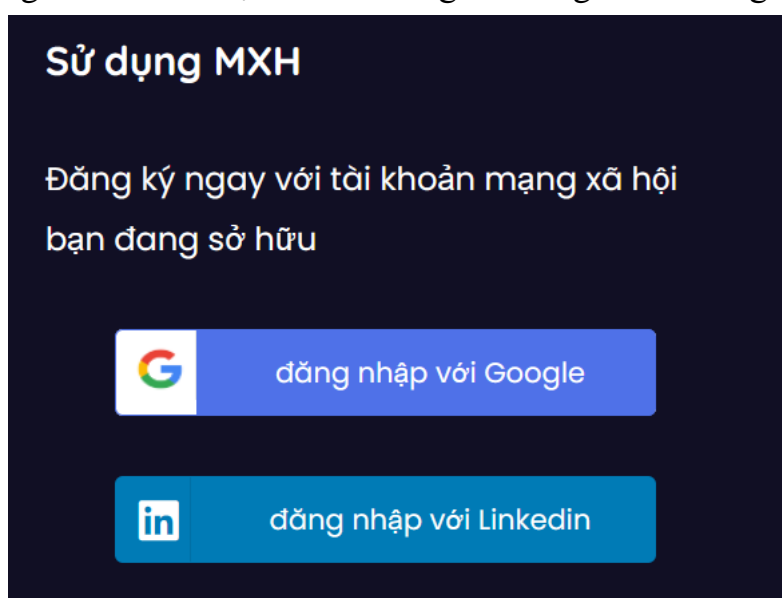 Sử dụng MXH
Đăng ký ngay với tài khoản mạng xã hội
bạn đang sở hữu
đăng nhập với Google
in
đăng nhập với Linkedin